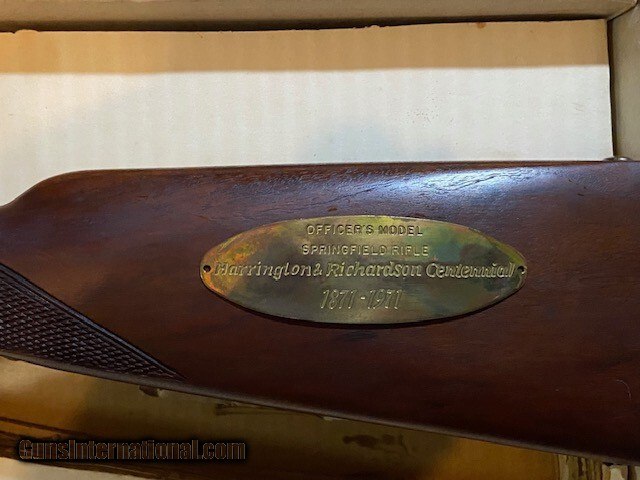 OFFICER'S MODEL
SPRINGFIELD RIFLE
Harrington & Richardson Centennial
1871-1971
GunsInternational.com